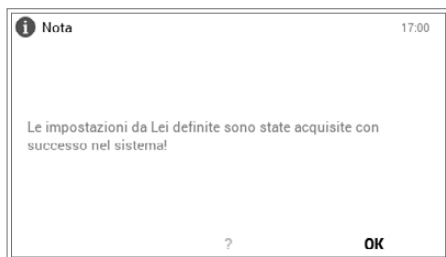 i Nota 17:00
Le impostazioni da Lei definite sono state acquisite con
successo nel sistema!
? OK